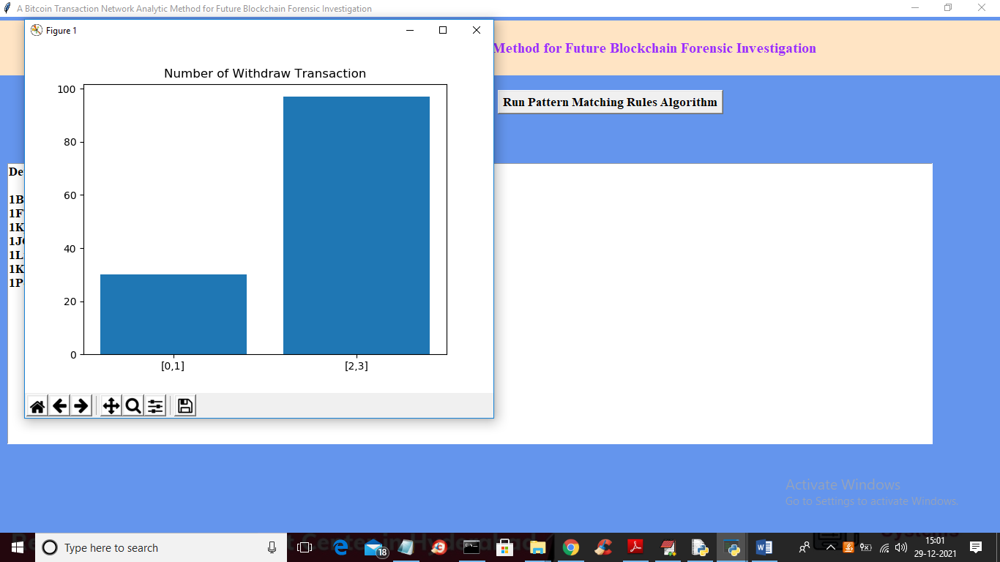 A Bitcoin Transaction Network Analytic Method for Future Blockchain Forensic Investigation
Figure 1
Method for Future Blockchain Forensic Investigation
Number of Withdraw Transaction
100
80
60
40
20
0
[0,1]
[2,3]
Run Pattern Matching Rules Algorithm
De
1B
1F
1K
1J
1L
1K
1P
Activate Windows
Go to Settings to activate Windows.
Type here to search
18
15:01
29-12-2021